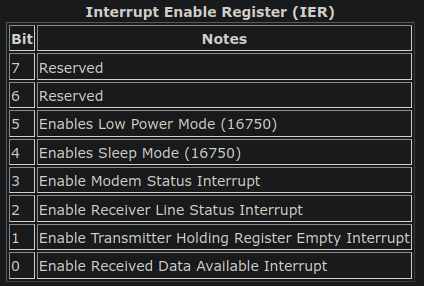 Interrupt Enable Register (IER)
Bit Notes
7 Reserved
6 Reserved
5 Enables Low Power Mode (16750)
4 Enables Sleep Mode (16750)
3 Enable Modem Status Interrupt
2 Enable Receiver Line Status Interrupt
1 Enable Transmitter Holding Register Empty Interrupt
0 Enable Received Data Available Interrupt